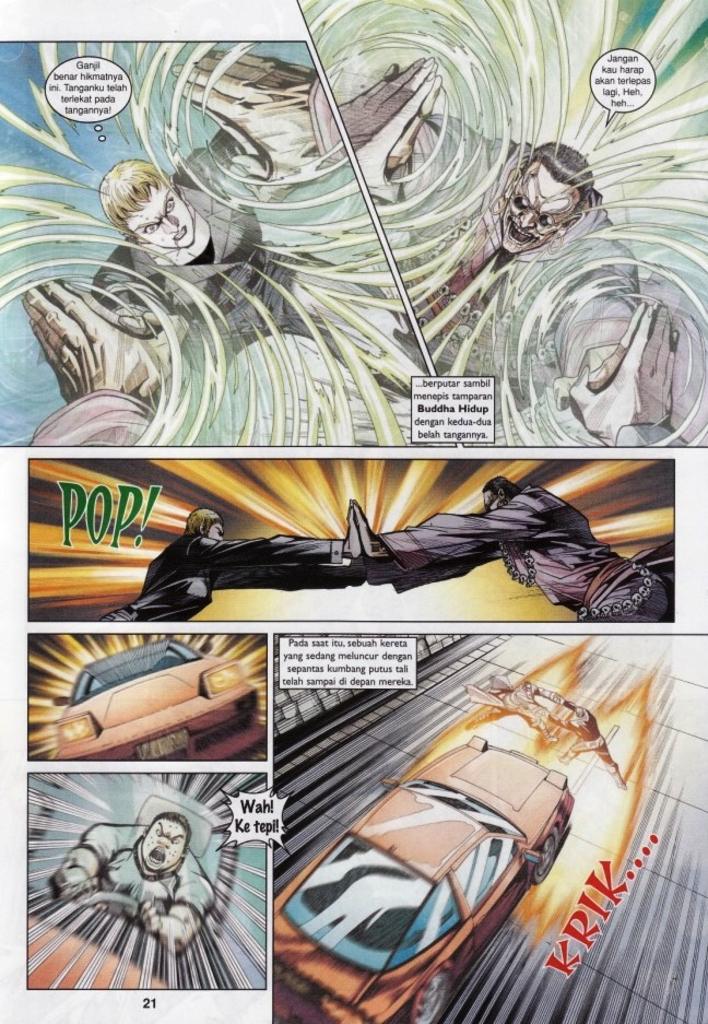 Ganjil
benar hikmatnya
ini. Tanganku telah
terlekat pada
tangannya!
Jangan
kau harap
akan terlepas
lagi, Heh,
heh...
...berputar sambil
menepis tamparan
Buddha Hidup
dengan kedua-dua
belah tangannya.
POP!
Pada saat itu, sebuah kereta
yang sedang meluncur dengan
sepantas kumbang putus tali
telah sampai di depan mereka.
Wah!
Ke tepi!
KRIK....
21